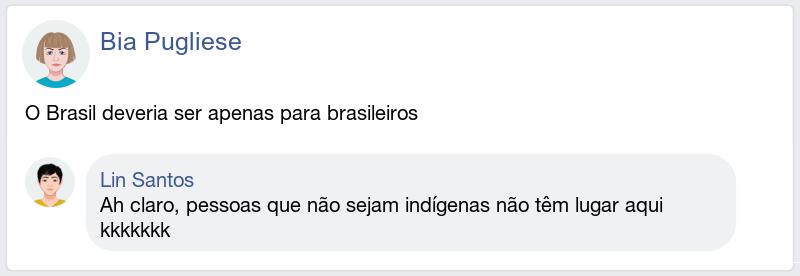 Bia Pugliese
O Brasil deveria ser apenas para brasileiros
Lin Santos
Ah claro, pessoas que não sejam indígenas não têm lugar aqui
kkkkkkk